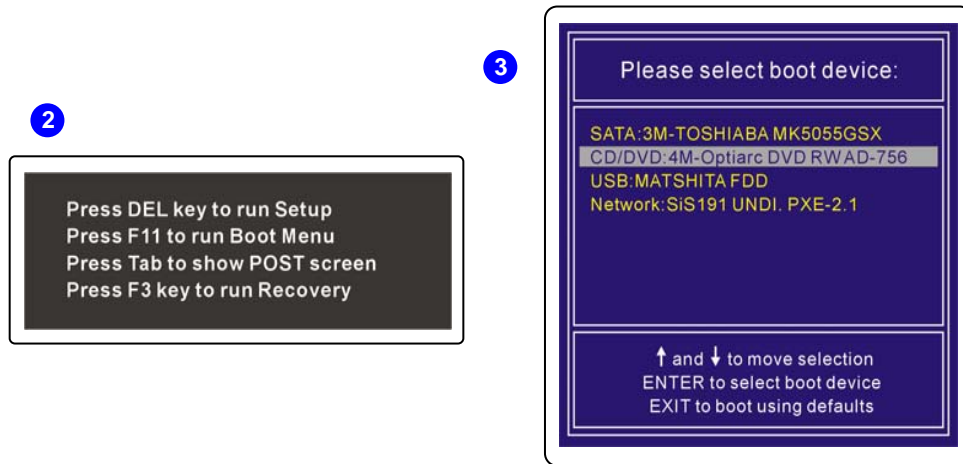 2
Press DEL key to run Setup
Press F11 to run Boot Menu
Press Tab to show POST screen
Press F3 key to run Recovery
3
Please select boot device:
SATA:3M-TOSHIABA MK5055GSX
CD/DVD:4M-Optiarc DVD RW AD-756
USB:MATSHITA FDD
Network:SiS191 UNDI. PXE-2.1
↑ and ↓ to move selection
ENTER to select boot device
EXIT to boot using defaults